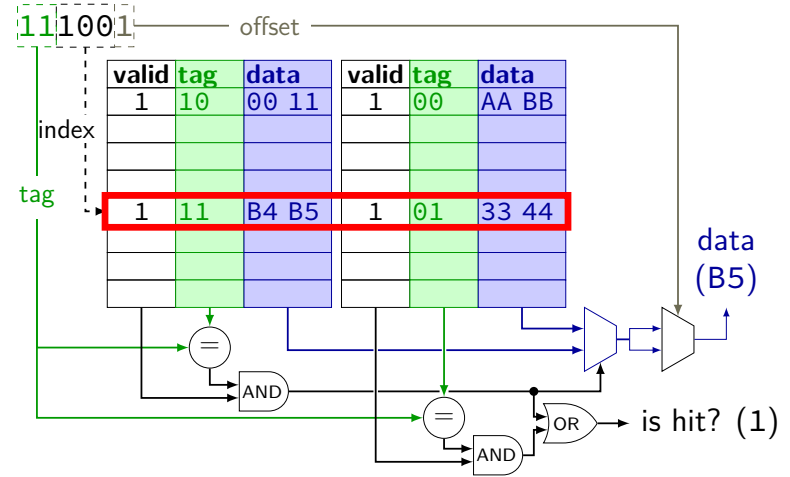 111001
offset
valid tag data valid tag data
1 10 00 11 1 00 AA BB
index
tag
1 11 B4 B5 1 01 33 44
data
(B5)
=
AND
=
OR
is hit? (1)
AND